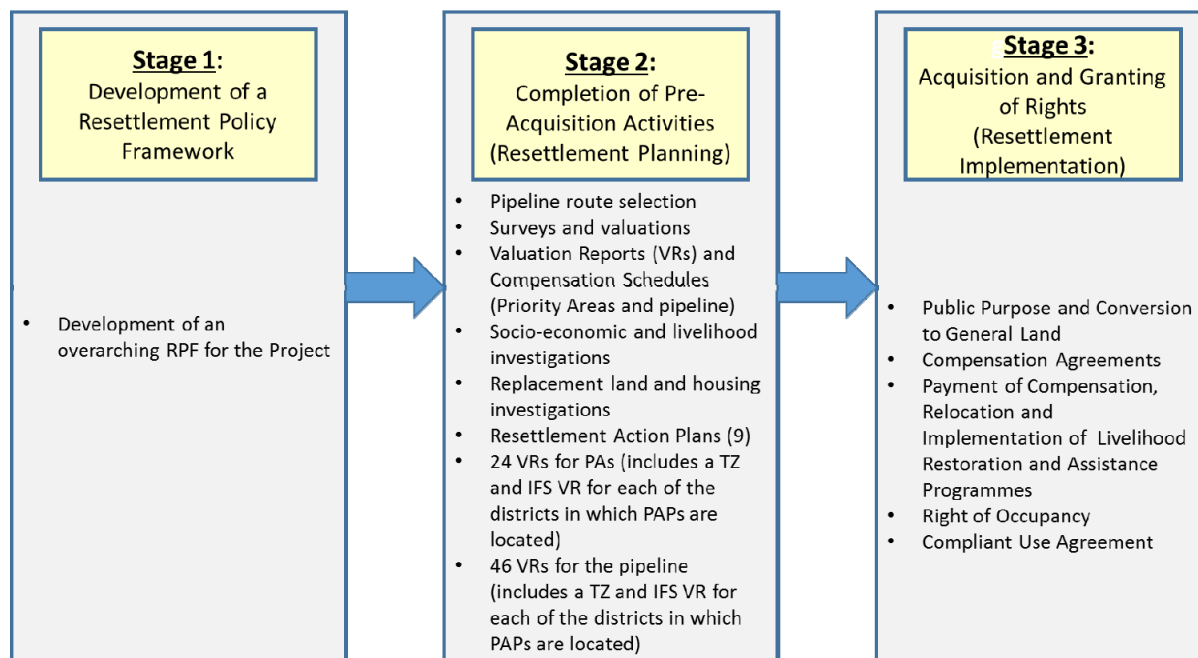 Stage 1:
Development of a
Resettlement Policy
Framework
• Development of an
overarching RPF for the Project
Stage 2:
Completion of Pre-
Acquisition Activities
(Resettlement Planning)
• Pipeline route selection
• Surveys and valuations
• Valuation Reports (VRs) and
Compensation Schedules
(Priority Areas and pipeline)
• Socio-economic and livelihood
investigations
• Replacement land and housing
investigations
• Resettlement Action Plans (9)
• 24 VRs for PAs (includes a TZ
and IFS VR for each of the
districts in which PAPs are
located)
• 46 VRs for the pipeline
(includes a TZ and IFS VR for
each of the districts in which
PAPs are located)
Stage 3:
Acquisition and Granting
of Rights
(Resettlement
Implementation)
• Public Purpose and Conversion
to General Land
• Compensation Agreements
• Payment of Compensation,
Relocation and
Implementation of Livelihood
Restoration and Assistance
Programmes
• Right of Occupancy
• Compliant Use Agreement